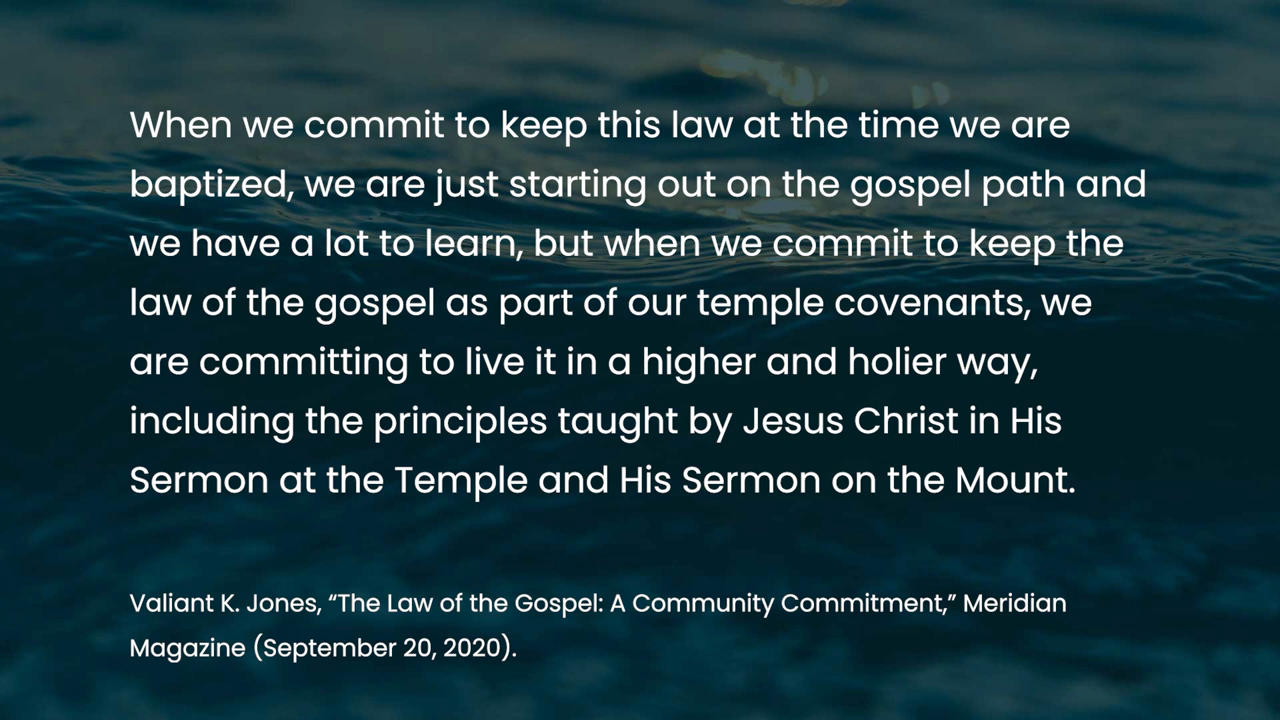 When we commit to keep this law at the time we are
baptized, we are just starting out on the gospel path and
we have a lot to learn, but when we commit to keep the
law of the gospel as part of our temple covenants, we
are committing to live it in a higher and holier way,
including the principles taught by Jesus Christ in His
Sermon at the Temple and His Sermon on the Mount.
Valiant K. Jones, “The Law of the Gospel: A Community Commitment,” Meridian
Magazine (September 20, 2020).